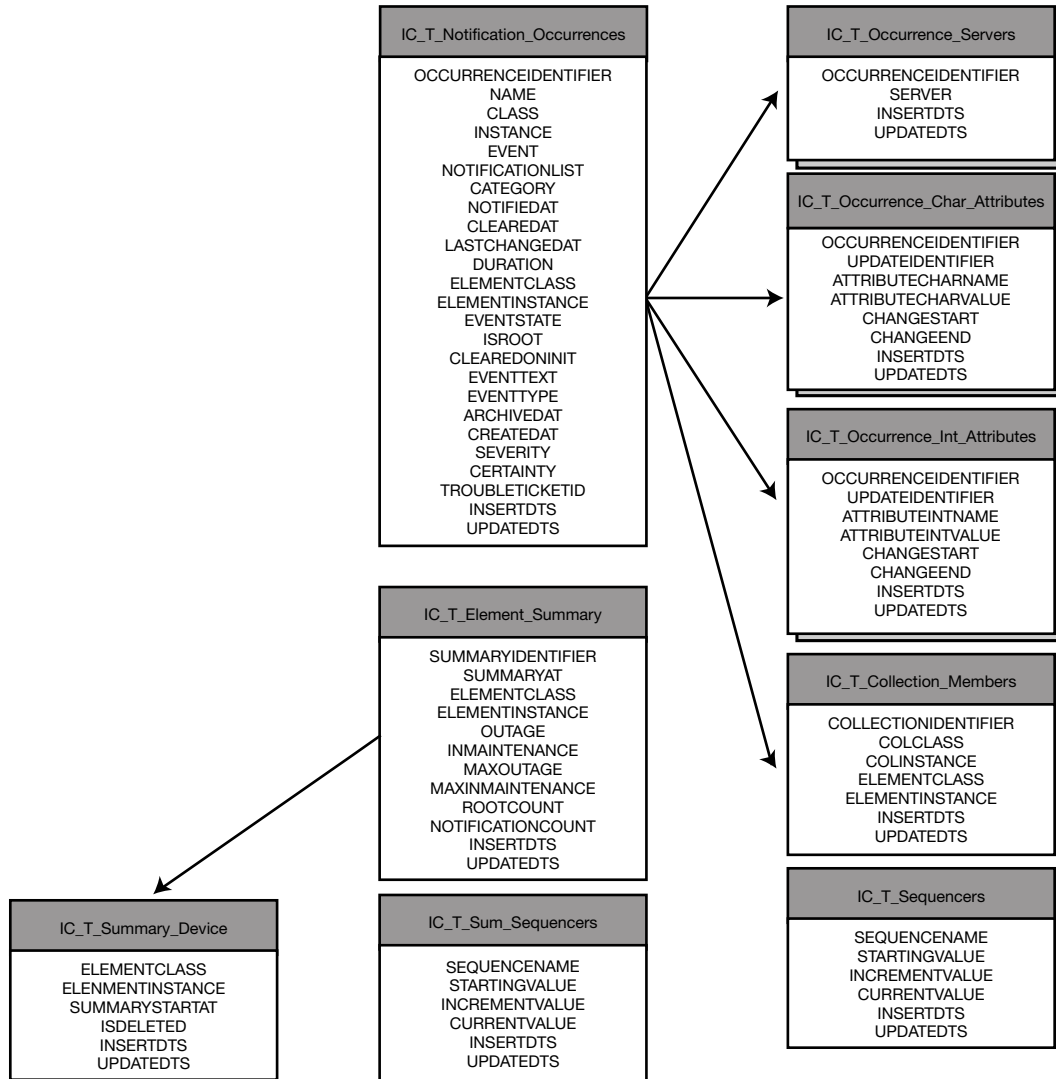 IC_T_Notification_Occurrences
OCCURRENCEIDENTIFIER
NAME
CLASS
INSTANCE
EVENT
NOTIFICATIONLIST
CATEGORY
NOTIFIEDAT
CLEAREDAT
LASTCHANGEDAT
DURATION
ELEMENTCLASS
ELEMENTINSTANCE
EVENTSTATE
ISROOT
CLEAREDONINIT
EVENTTEXT
EVENTTYPE
ARCHIVEDAT
CREATEDAT
SEVERITY
CERTAINTY
TROUBLETICKETID
INSERTDTS
UPDATEDTS
IC_T_Occurrence_Servers
OCCURRENCEIDENTIFIER
SERVER
INSERTDTS
UPDATEDTS
IC_T_Occurrence_Char_Attributes
OCCURRENCEIDENTIFIER
UPDATEIDENTIFIER
ATTRIBUTECHARNAME
ATTRIBUTECHARVALUE
CHANGESTART
CHANGEEND
INSERTDTS
UPDATEDTS
IC_T_Occurrence_Int_Attributes
OCCURRENCEIDENTIFIER
UPDATEIDENTIFIER
ATTRIBUTEINTNAME
ATTRIBUTEINTVALUE
CHANGESTART
CHANGEEND
INSERTDTS
UPDATEDTS
IC_T_Element_Summary
SUMMARYIDENTIFIER
SUMMARYAT
ELEMENTCLASS
ELEMENTINSTANCE
OUTAGE
INMAINTENANCE
MAXOUTAGE
MAXINMAINTENANCE
ROOTCOUNT
NOTIFICATIONCOUNT
INSERTDTS
UPDATEDTS
IC_T_Collection_Members
COLLECTIONIDENTIFIER
COLCLASS
COLINSTANCE
ELEMENTCLASS
ELEMENTINSTANCE
INSERTDTS
UPDATEDTS
IC_T_Summary_Device
ELEMENTCLASS
ELENMENTINSTANCE
SUMMARYSTARTAT
ISDELETED
INSERTDTS
UPDATEDTS
IC_T_Sum_Sequencers
SEQUENCENAME
STARTINGVALUE
INCREMENTVALUE
CURRENTVALUE
INSERTDTS
UPDATEDTS
IC_T_Sequencers
SEQUENCENAME
STARTINGVALUE
INCREMENTVALUE
CURRENTVALUE
INSERTDTS
UPDATEDTS